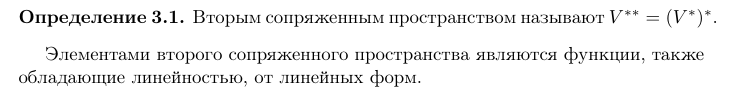 Определение 3.1. Вторым сопряженным пространством называют V** = (V*)*.
Элементами второго сопряженного пространства являются функции, также
обладающие линейностью, от линейных форм.